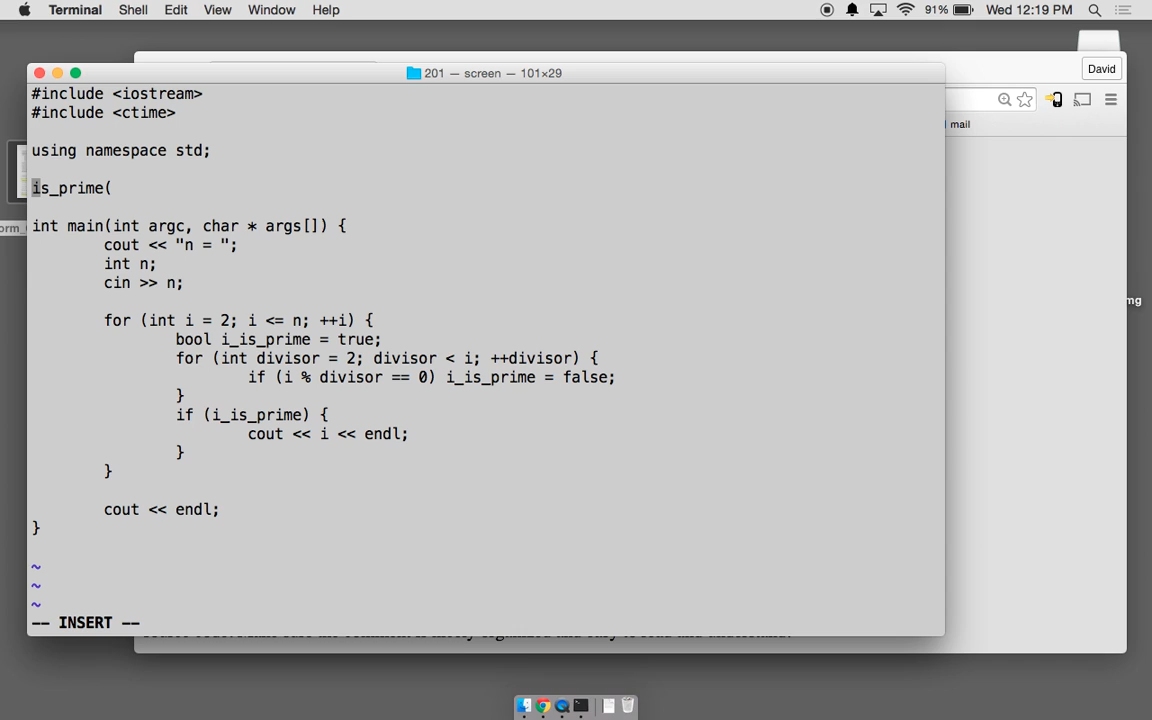 Terminal Shell Edit View Window Help 91% Wed 12:19 PM
201 — screen — 101×29
David
mail
#include <iostream>
#include <ctime>
using namespace std;
is_prime(
int main(int argc, char * args[]) {
cout << "n = ";
int n;
cin >> n;
for (int i = 2; i <= n; ++i) {
bool i_is_prime = true;
for (int divisor = 2; divisor < i; ++divisor) {
if (i % divisor == 0) i_is_prime = false;
}
if (i_is_prime) {
cout << i << endl;
}
}
cout << endl;
}
~
~
~
-- INSERT --